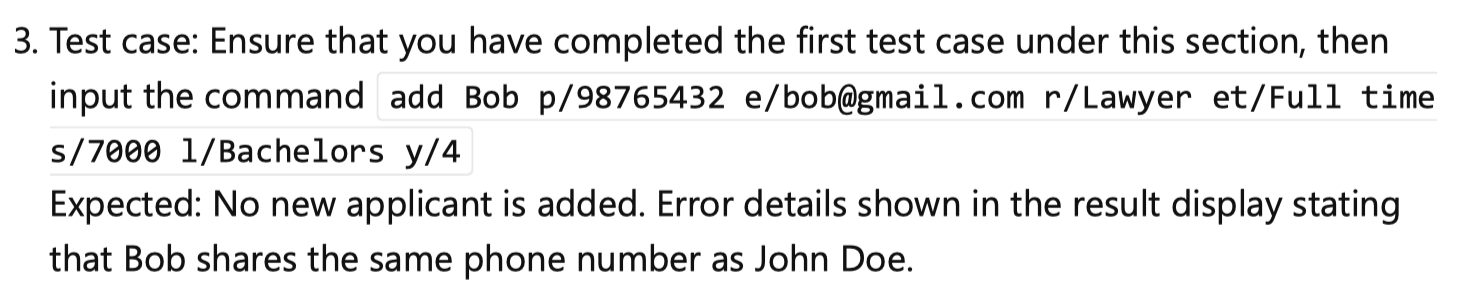 3. Test case: Ensure that you have completed the first test case under this section, then
input the command add Bob p/98765432 e/bob@gmail.com r/Lawyer et/Full time
s/7000 l/Bachelors y/4
Expected: No new applicant is added. Error details shown in the result display stating
that Bob shares the same phone number as John Doe.